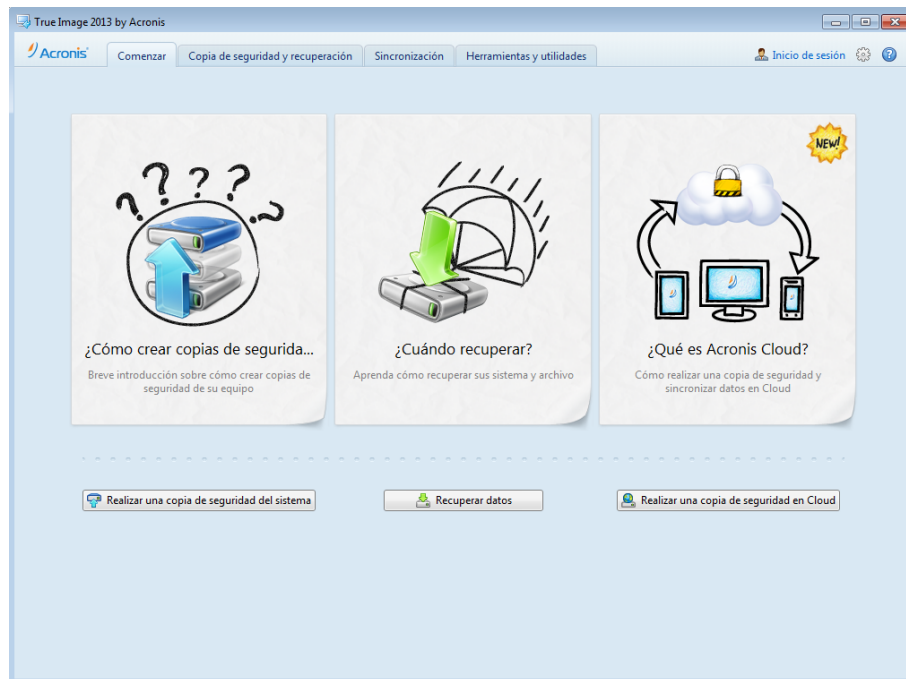 True Image 2013 by Acronis
Acronis
Comenzar
Copia de seguridad y recuperación
Sincronización
Herramientas y utilidades
Inicio de sesión
NEW!
¿Cómo crear copias de segurida...
Breve introducción sobre cómo crear copias de
seguridad de su equipo
¿Cuándo recuperar?
Aprenda cómo recuperar sus sistema y archivo
¿Qué es Acronis Cloud?
Cómo realizar una copia de seguridad y
sincronizar datos en Cloud
Realizar una copia de seguridad del sistema
Recuperar datos
Realizar una copia de seguridad en Cloud